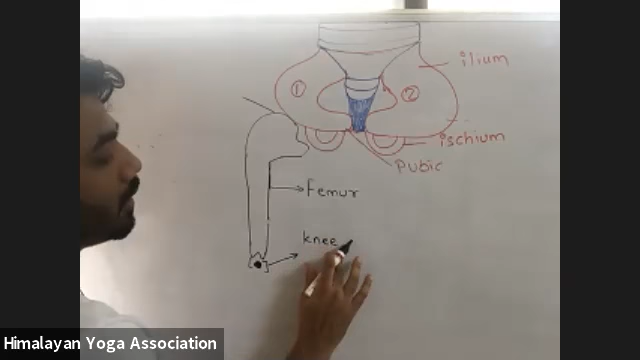 ilium
① ②
ischium
Pubic
Femur
knee
Himalayan Yoga Association